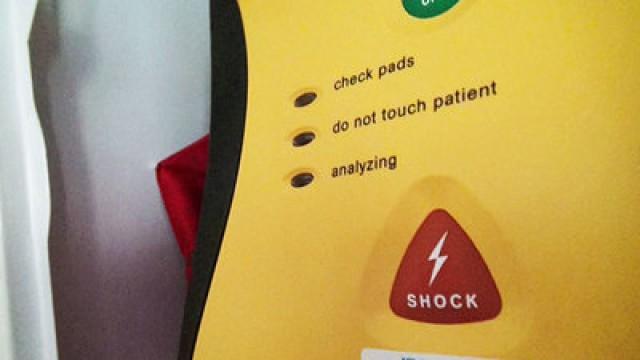 check pads
do not touch patient
analyzing
SHOCK